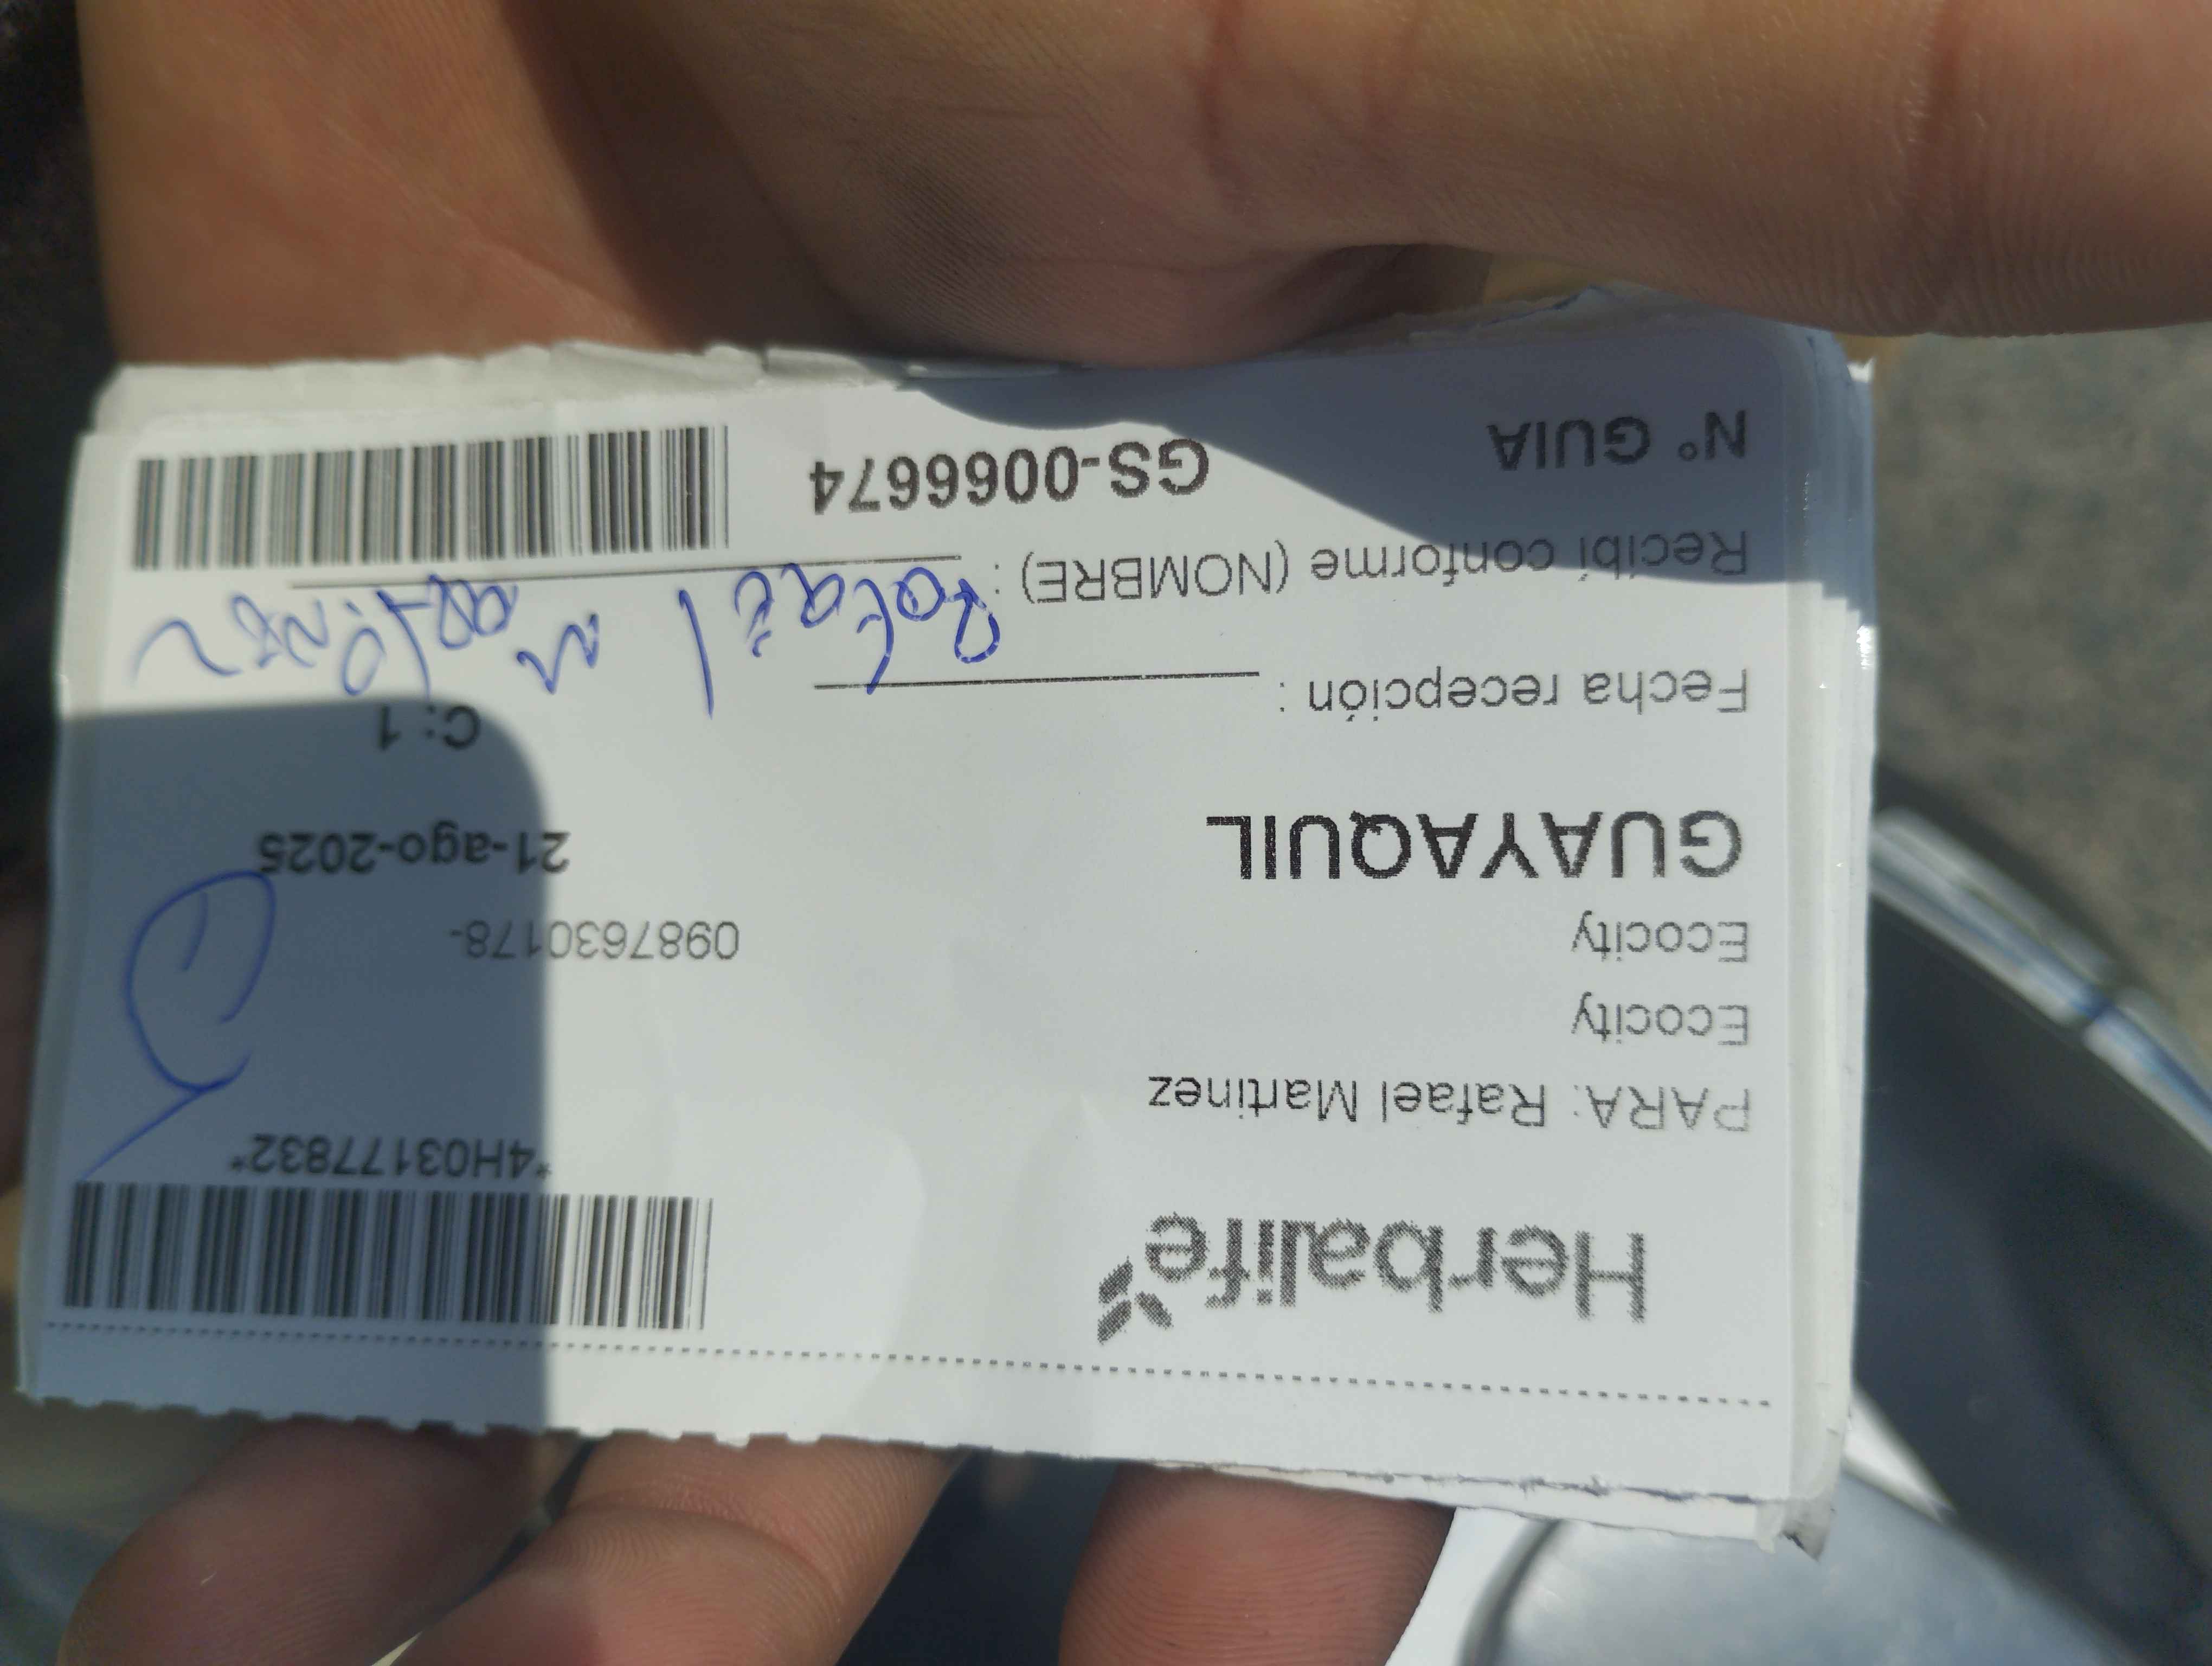 Herbalife
*4H03177832*
PARA: Rafael Martinez
Ecocity
Ecocity 0987630178-
GUAYAQUIL 21-ago-2025
C: 1
Fecha recepción :
Recibí conforme (NOMBRE) : Rafael Martinez
N° GUIA GS-0066674